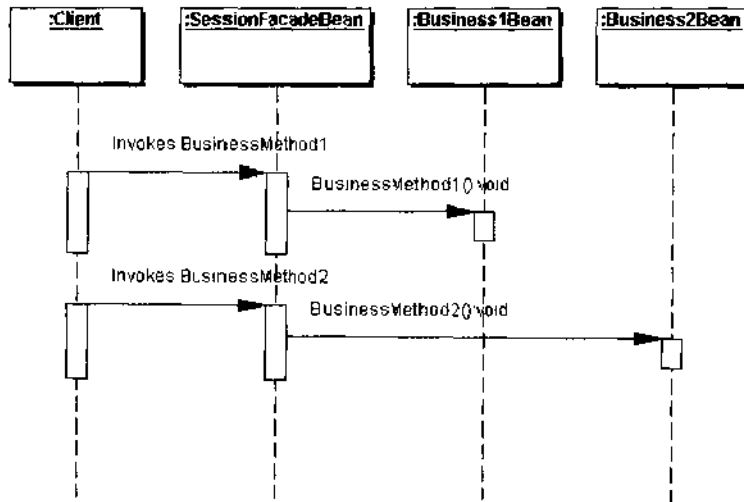 :Client
:SessionFacadeBean
:Business1Bean
:Business2Bean
Invokes BusinessMethod1
BusinessMethod1():void
Invokes BusinessMethod2
BusinessMethod2():void